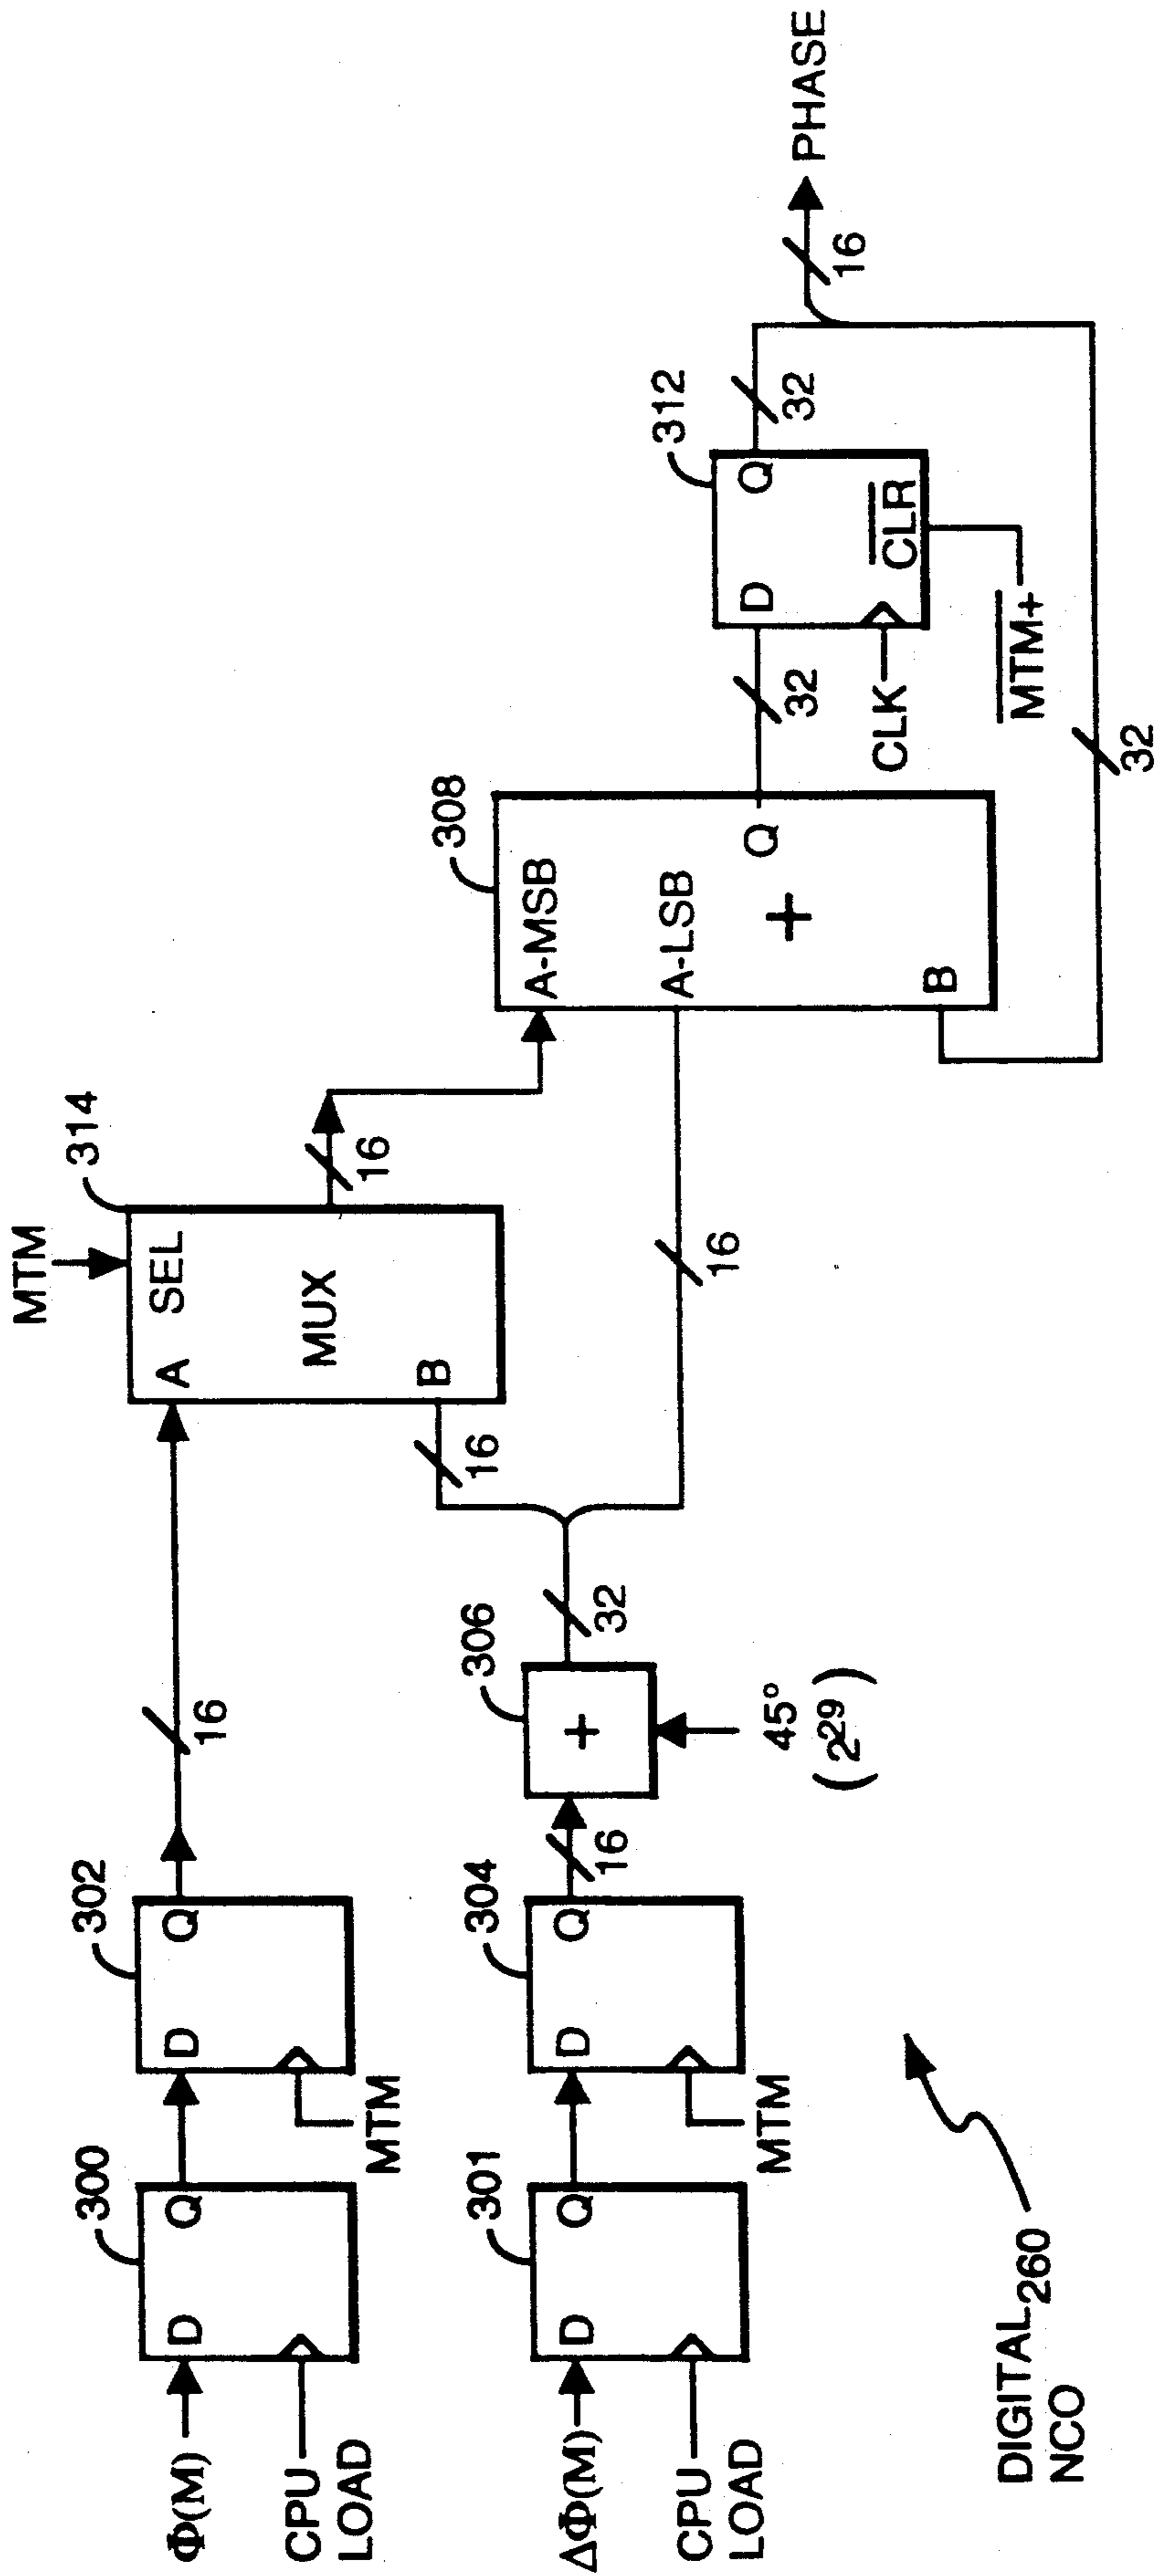 Φ(M)
CPU
LOAD
D
Q
300
D
Q
302
MTM
16
MTM
A
SEL
MUX
B
314
16
16
ΔΦ(M)
CPU
LOAD
D
Q
301
D
Q
304
MTM
16
+
306
45°
(2²⁹)
32
16
A-MSB
A-LSB
Q
+
B
308
32
D
Q
CLR
312
CLK
MTM+
32
32
16
PHASE
DIGITAL
NCO
260